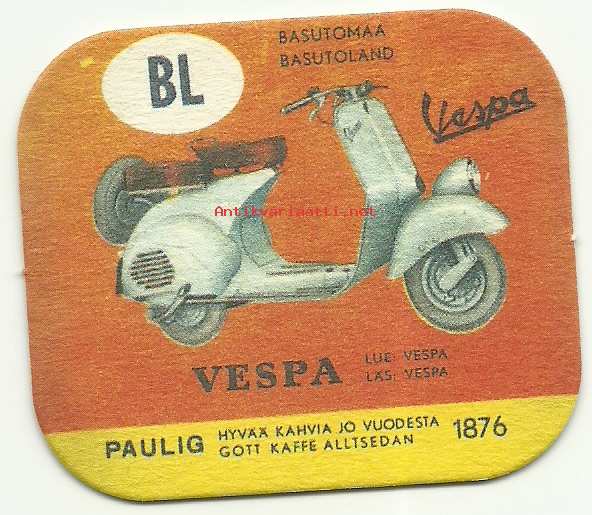 BL
BASUTOMAA
BASUTOLAND
Vespa
Antikvariaatti.net
VESPA
LUE: VESPA
LÄS: VESPA
PAULIG
HYVÄÄ KAHVIA JO VUODESTA
GOTT KAFFE ALLTSEDAN
1876